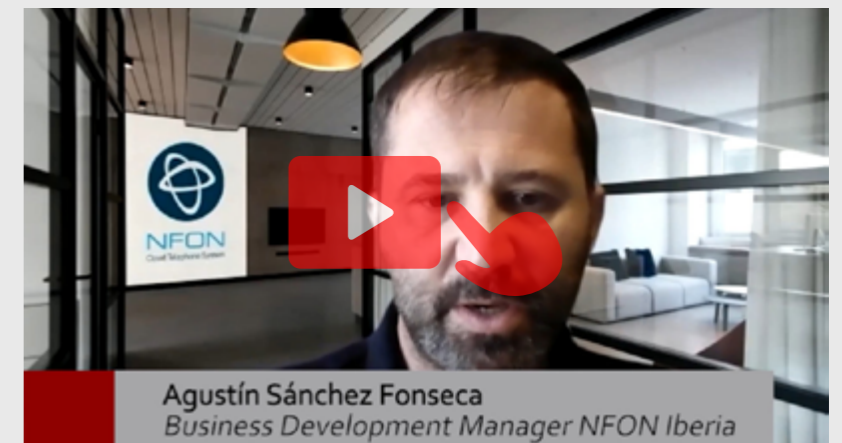 NFON
Cloud Telephone System
Agustín Sánchez Fonseca
Business Development Manager NFON Iberia